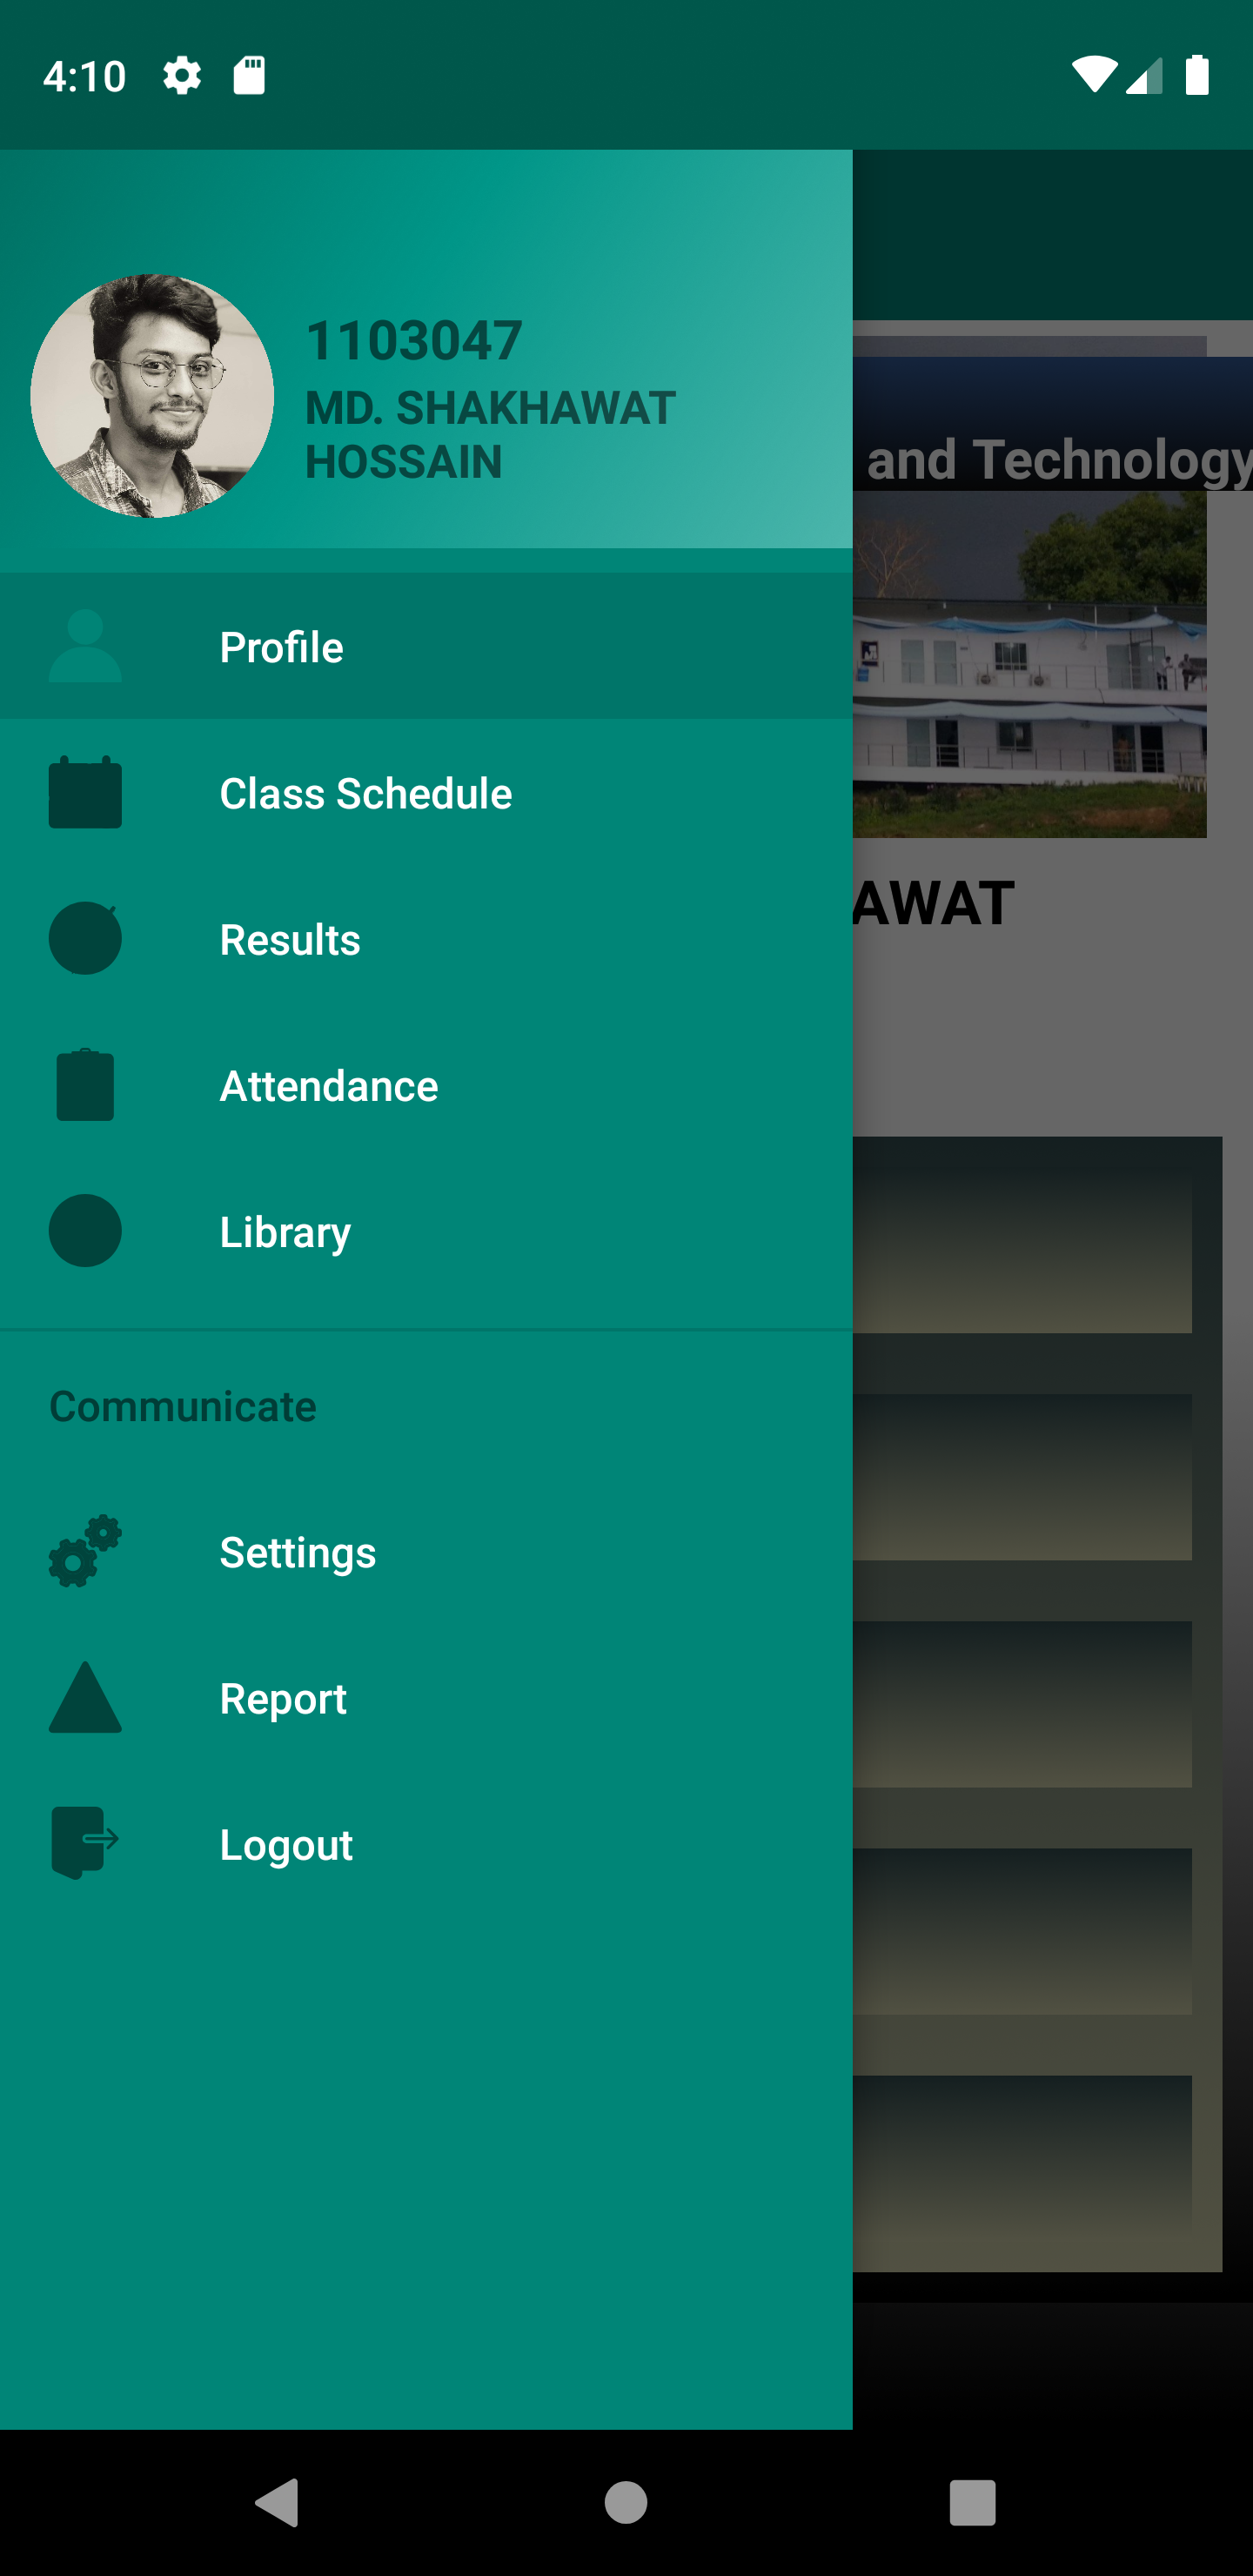 4:10
1103047
MD. SHAKHAWAT
HOSSAIN
and Technology
Profile
Class Schedule
AWAT
Results
Attendance
Library
Communicate
Settings
Report
Logout